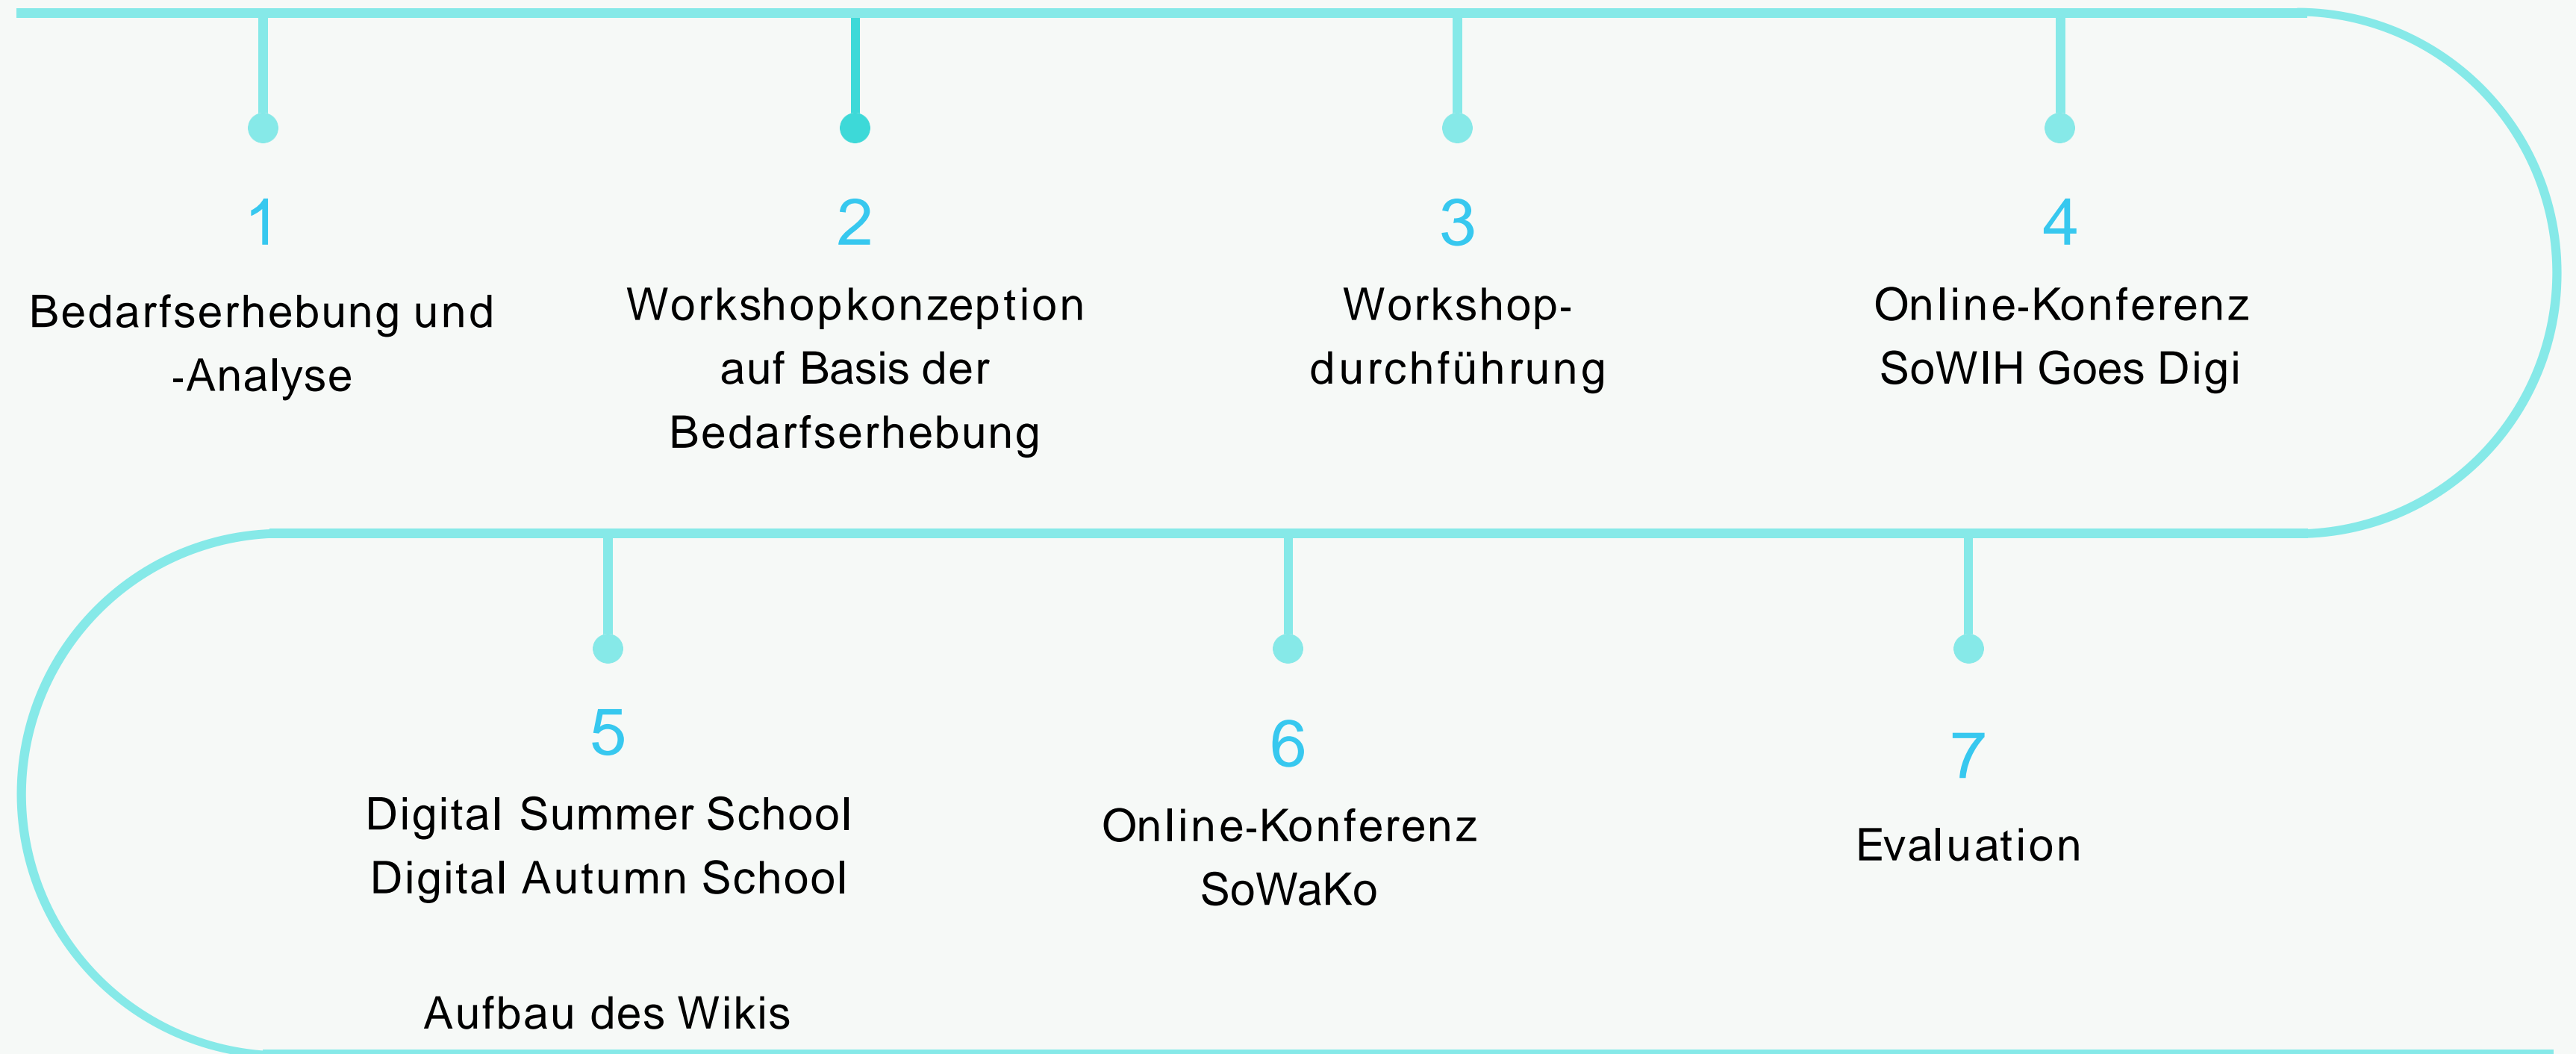 1
Bedarfserhebung und
-Analyse
2
Workshopkonzeption
auf Basis der
Bedarfserhebung
3
Workshop-
durchführung
4
Online-Konferenz
SoWIH Goes Digi
5
Digital Summer School
Digital Autumn School
Aufbau des Wikis
6
Online-Konferenz
SoWaKo
7
Evaluation